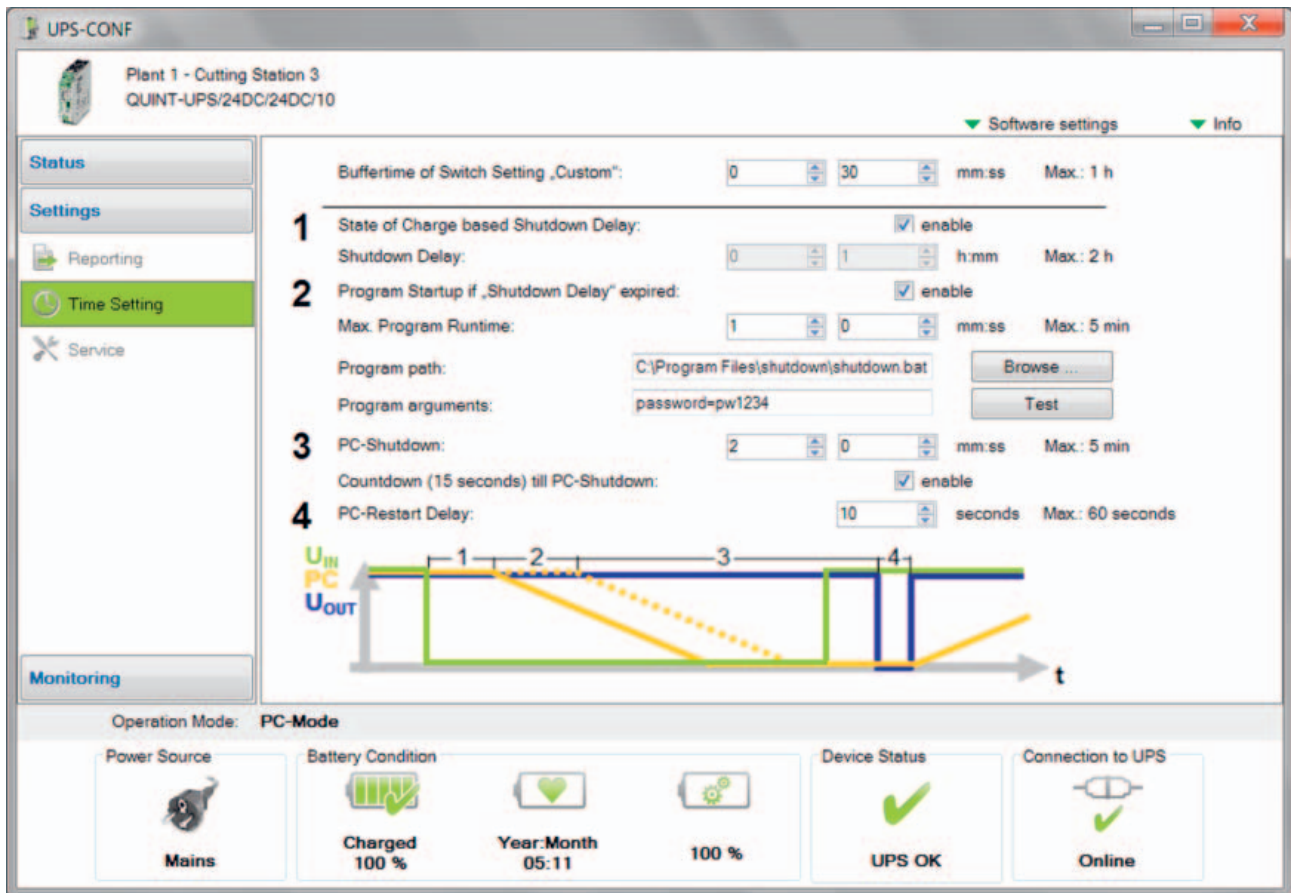 UPS-CONF
Plant 1 - Cutting Station 3
QUINT-UPS/24DC/24DC/10
Software settings Info
Status
Settings
Reporting
Time Setting
Service
Monitoring
Buffertime of Switch Setting „Custom": 0 30 mm:ss Max.: 1 h
1 State of Charge based Shutdown Delay: enable
Shutdown Delay: 0 1 h:mm Max.: 2 h
2 Program Startup if „Shutdown Delay" expired: enable
Max. Program Runtime: 1 0 mm:ss Max.: 5 min
Program path: C:\Program Files\shutdown\shutdown.bat Browse ...
Program arguments: password=pw1234 Test
3 PC-Shutdown: 2 0 mm:ss Max.: 5 min
Countdown (15 seconds) till PC-Shutdown: enable
4 PC-Restart Delay: 10 seconds Max.: 60 seconds
1 2 3 4
UIN
PC
UOUT
t
Operation Mode: PC-Mode
Power Source
Mains
Battery Condition
Charged
100 %
Year:Month
05:11
100 %
Device Status
UPS OK
Connection to UPS
Online